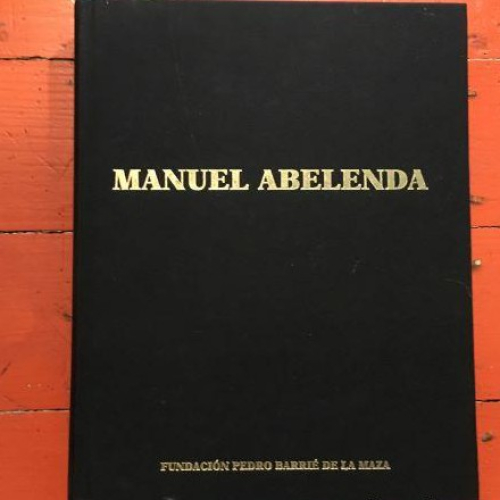 MANUEL ABELENDA
FUNDACIÓN PEDRO BARRIÉ DE LA MAZA